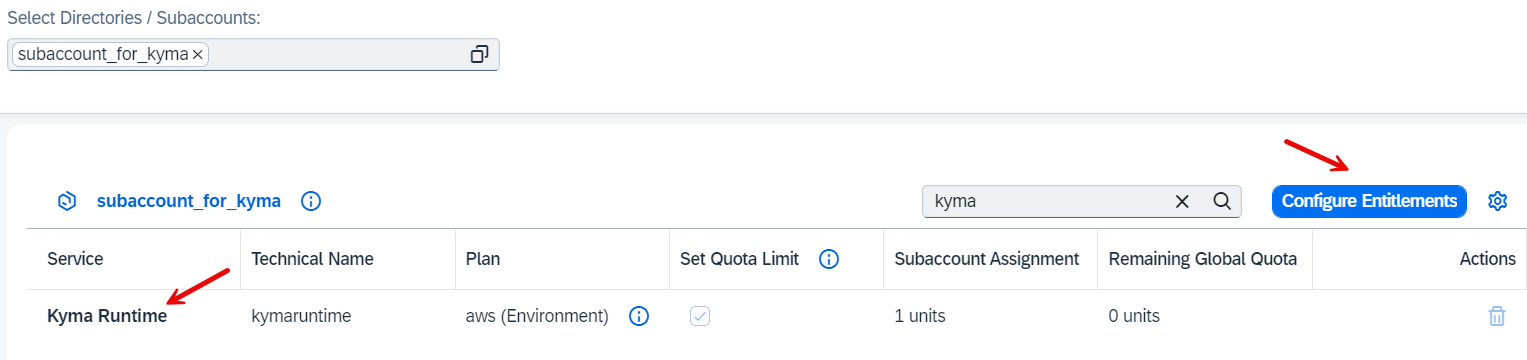 Select Directories / Subaccounts:
subaccount_for_kyma
subaccount_for_kyma kyma Configure Entitlements
Service Technical Name Plan Set Quota Limit Subaccount Assignment Remaining Global Quota Actions
Kyma Runtime kymaruntime aws (Environment) 1 units 0 units